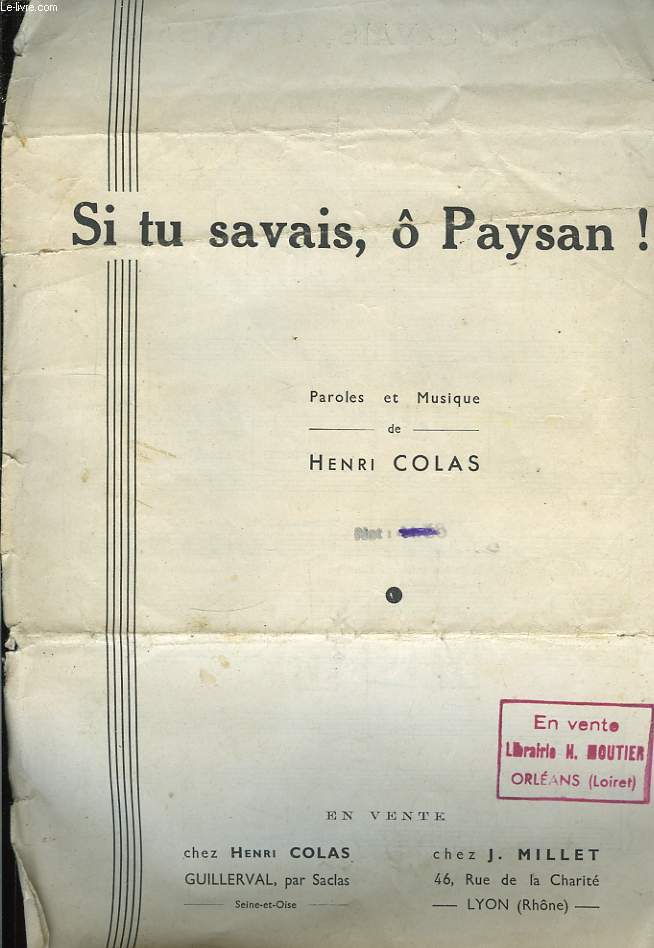 Le-livre.com
Si tu savais, ô Paysan !
Paroles et Musique
de
HENRI COLAS
Net :
En vente
Librairie H. MOUTIER
ORLÉANS (Loiret)
EN VENTE
chez HENRI COLAS
GUILLERVAL, par Saclas
Seine-et-Oise
chez J. MILLET
46, Rue de la Charité
LYON (Rhône)